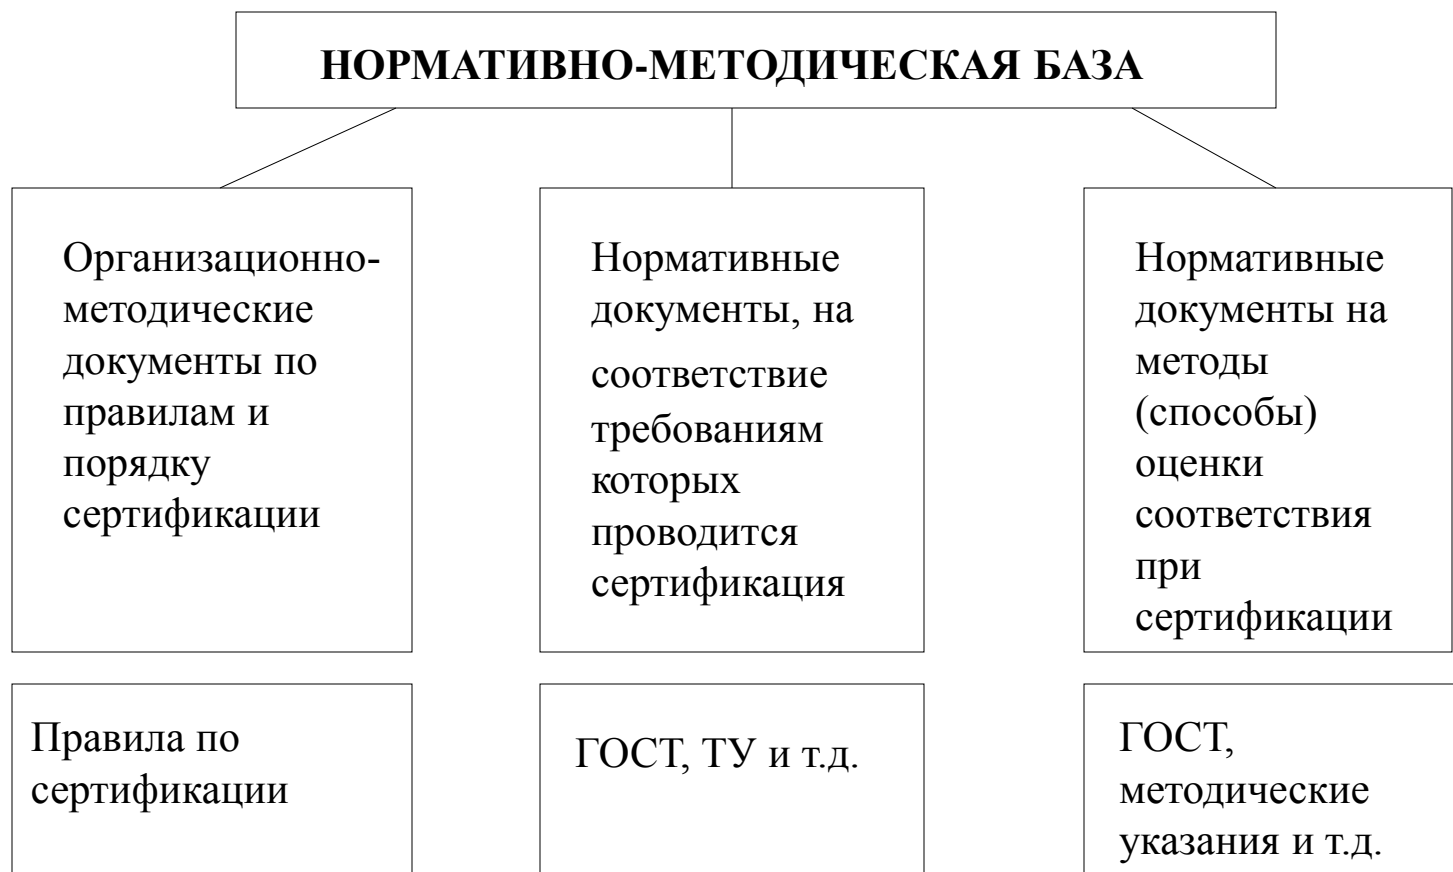 НОРМАТИВНО-МЕТОДИЧЕСКАЯ БАЗА
Организационно-
методические
документы по
правилам и
порядку
сертификации
Нормативные
документы, на
соответствие
требованиям
которых
проводится
сертификация
Нормативные
документы на
методы
(способы)
оценки
соответствия
при
сертификации
Правила по
сертификации
ГОСТ, ТУ и т.д.
ГОСТ,
методические
указания и т.д.